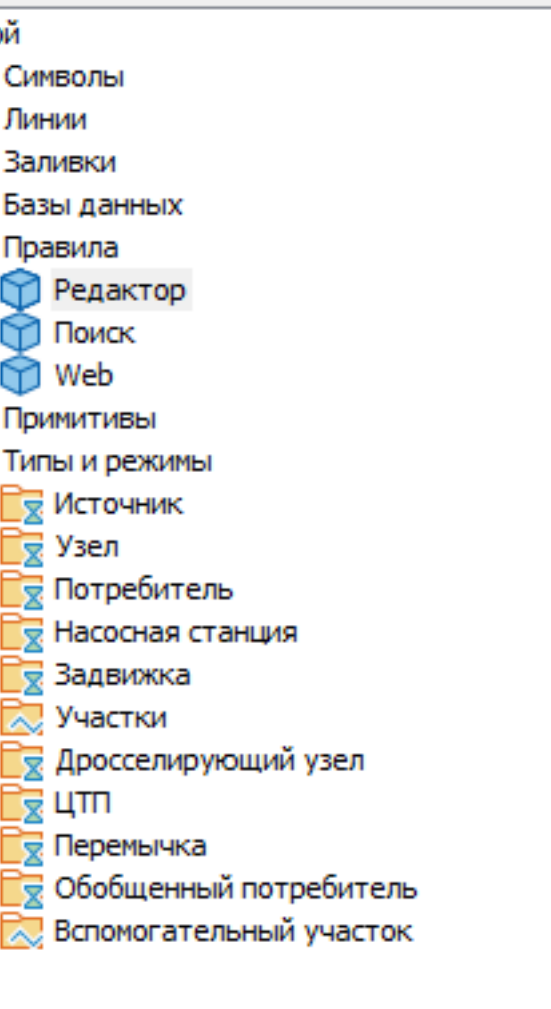 Символы
Линии
Заливки
Базы данных
Правила
Редактор
Поиск
Web
Примитивы
Типы и режимы
Источник
Узел
Потребитель
Насосная станция
Задвижка
Участки
Дросселирующий узел
ЦТП
Перемычка
Обобщенный потребитель
Вспомогательный участок